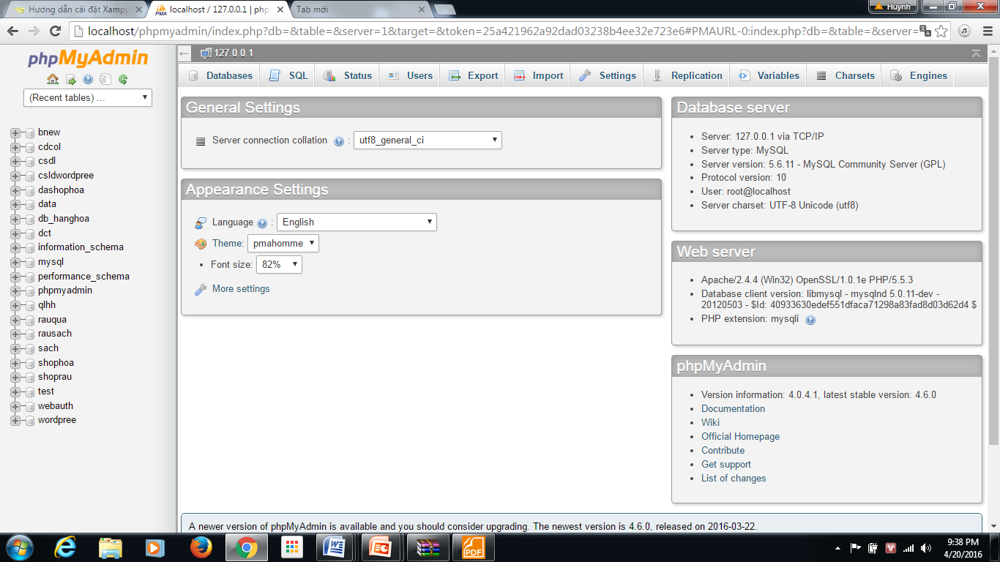 Hướng dẫn cài đặt Xampp
localhost / 127.0.0.1 | php
Tab mới
Huynh
localhost/phpmyadmin/index.php?db=&table=&server=1&target=&token=25a421962a92dad03238b4ee32e723e6#PMAURL-0:index.php?db=&table=&server=
phpMyAdmin
(Recent tables) ...
bnew
cdcol
csdl
csldwordpree
dashophoa
data
db_hanghoa
dct
information_schema
mysql
performance_schema
phpmyadmin
qlhh
rauqua
rausach
sach
shophoa
shoprau
test
webauth
wordpree
127.0.0.1
Databases SQL Status Users Export Import Settings Replication Variables Charsets Engines
General Settings
Server connection collation : utf8_general_ci
Appearance Settings
Language : English
Theme: pmahomme
Font size: 82%
More settings
Database server
Server: 127.0.0.1 via TCP/IP
Server type: MySQL
Server version: 5.6.11 - MySQL Community Server (GPL)
Protocol version: 10
User: root@localhost
Server charset: UTF-8 Unicode (utf8)
Web server
Apache/2.4.4 (Win32) OpenSSL/1.0.1e PHP/5.5.3
Database client version: libmysql - mysqlnd 5.0.11-dev -
20120503 - $Id: 40933630edef551dfaca71298a83fad8d03d62d4 $
PHP extension: mysqli
phpMyAdmin
Version information: 4.0.4.1, latest stable version: 4.6.0
Documentation
Wiki
Official Homepage
Contribute
Get support
List of changes
A newer version of phpMyAdmin is available and you should consider upgrading. The newest version is 4.6.0, released on 2016-03-22.
PDF
V
9:38 PM
4/20/2016